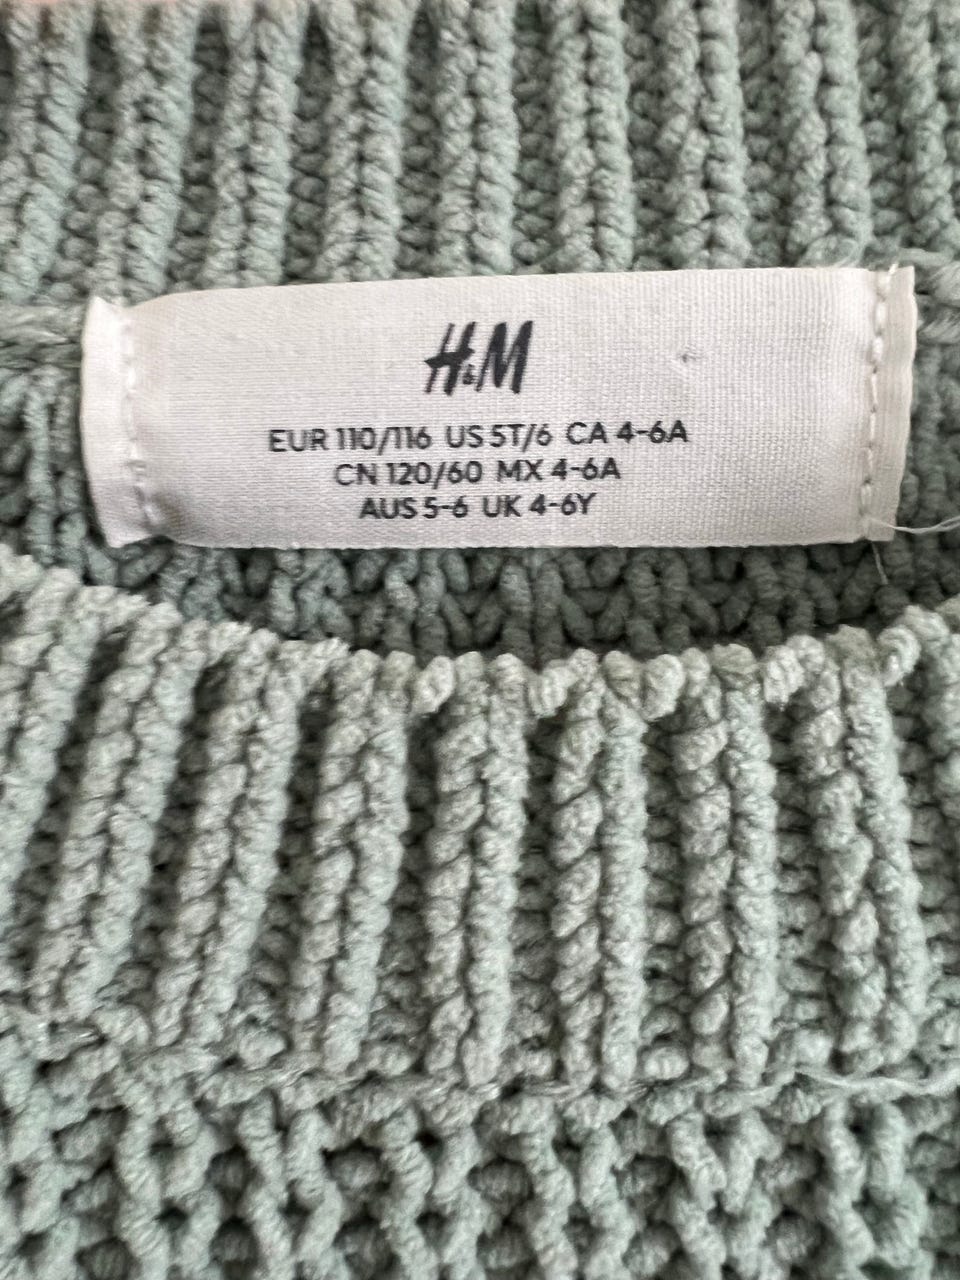 H&M
EUR 110/116 US 5T/6 CA 4-6A
CN 120/60 MX 4-6A
AUS 5-6 UK 4-6Y